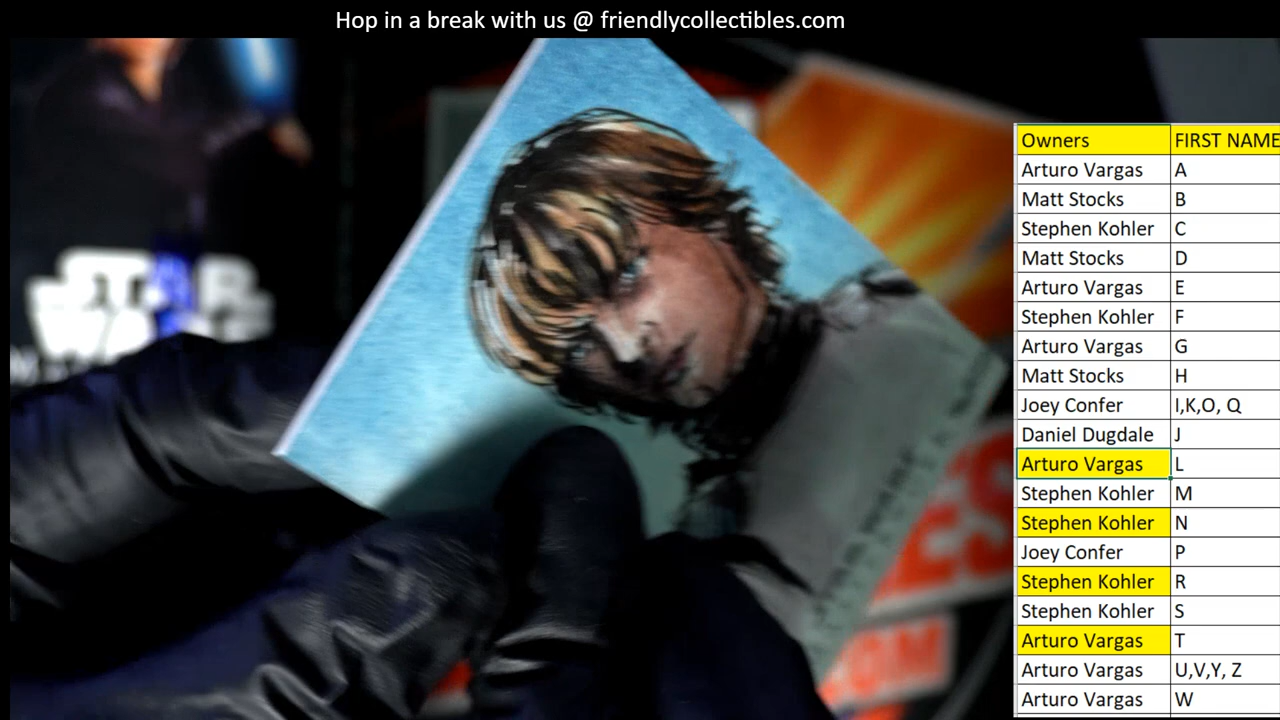 Hop in a break with us @ friendlycollectibles.com
STAR
WARS
Owners FIRST NAME
Arturo Vargas A
Matt Stocks B
Stephen Kohler C
Matt Stocks D
Arturo Vargas E
Stephen Kohler F
Arturo Vargas G
Matt Stocks H
Joey Confer I,K,O, Q
Daniel Dugdale J
Arturo Vargas L
Stephen Kohler M
Stephen Kohler N
Joey Confer P
Stephen Kohler R
Stephen Kohler S
Arturo Vargas T
Arturo Vargas U,V,Y, Z
Arturo Vargas W